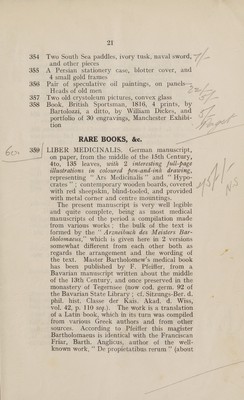 21
354 Two South Sea paddles, ivory tusk, naval sword,
and other pieces
355 A Persian stationery case, blotter cover, and
4 small gold frames
356 Pair of speculative oil paintings, on panels—
Heads of old men
357 Two old crystoleum pictures, convex glass
358 Book, British Sportsman, 1816, 4 prints, by
Bartolozzi, a ditto, by William Dickes, and
portfolio of 30 engravings, Manchester Exhibi-
tion
RARE BOOKS, &c.
359 LIBER MEDICINALIS. German manuscript,
on paper, from the middle of the 15th Century,
4to, 135 leaves, with 2 interesting full-page
illustrations in coloured pen-and-ink drawing,
representing "Ars Medicinalis" and "Hypo-
crates"; contemporary wooden boards, covered
with red sheepskin, blind-tooled, and provided
with metal corner and centre mountings.
The present manuscript is very well legible
and quite complete, being as most medical
manuscripts of the period a compilation made
from various works; the bulk of the text is
formed by the "Arzneibuch des Meisters Bar-
tholomaeus," which is given here in 2 versions
somewhat different from each other both as
regards the arrangement and the wording of
the text. Master Bartholomew's medical book
has been published by F. Pfeiffer, from a
Bavarian manuscript written about the middle
of the 13th Century, and once preserved in the
monastery of Tegernsee (now cod. germ. 92 of
the Bavarian State Library; cf. Sitzungs-Ber. d.
phil. hist. Classe der Kais. Akad. d. Wiss,
vol. 42, p. 110 seq.). The work is a translation
of a Latin book, which in its turn was compiled
from various Greek authors and from other
sources. According to Pfeiffer this magister
Bartholomaeus is identical with the Franciscan
Friar, Barth. Anglicus, author of the well-
known work, "De propietatibus rerum" (about